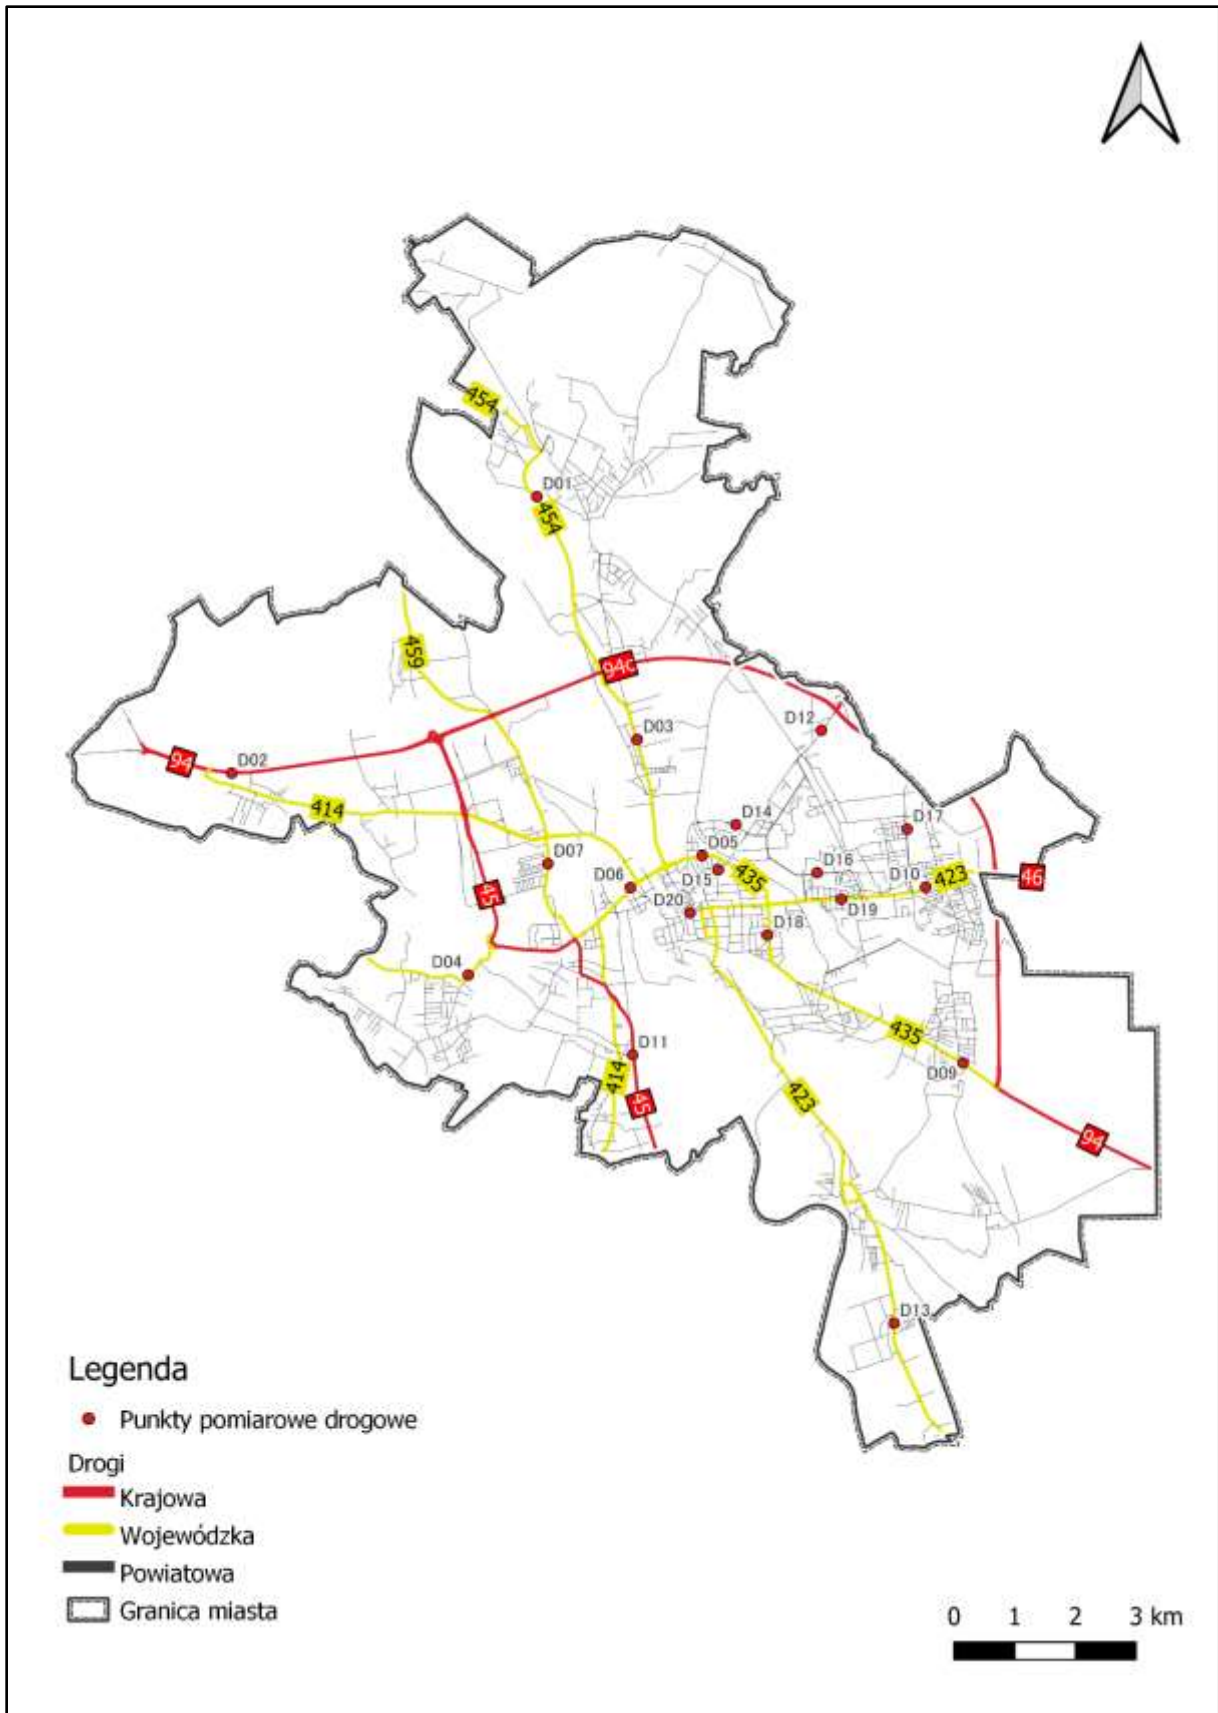 454
D01
454
459
94c
D03
D12
94
D02
414
D14
D17
D05
D07
D16
D15
435
D06
D10
423
46
45
D20
D19
D18
D04
435
D11
D09
414
423
45
94
D13
Legenda
Punkty pomiarowe drogowe
Drogi
Krajowa
Wojewódzka
Powiatowa
Granica miasta
0 1 2 3 km